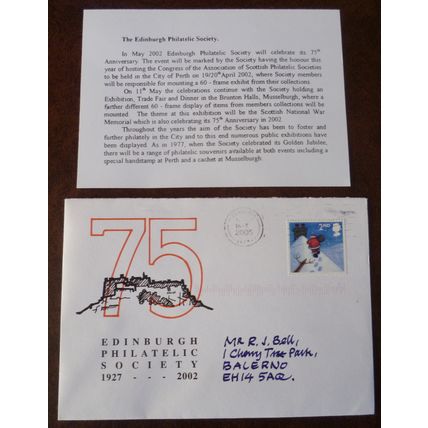 The Edinburgh Philatelic Society.
In May 2002 Edinburgh Philatelic Society will celebrate its 75th
Anniversary. The event will be marked by the Society having the honour this
year of hosting the Congress of the Association of Scottish Philatelic Societies
to be held in the City of Perth on 19/20th April 2002, where Society members
will be responsible for mounting a 60 - frame exhibit from their collections.
On 11th May the celebrations continue with the Society holding an
Exhibition, Trade Fair and Dinner in the Brunton Halls, Musselburgh, where a
further different 60 - frame display of items from members collections will be
mounted. The theme at this exhibition will be the Scottish National War
Memorial which is also celebrating its 75th Anniversary in 2002.
Throughout the years the aim of the Society has been to foster and
further philately in the City and to this end numerous public exhibitions
have been displayed. As in 1977, when the Society celebrated its Golden Jubilee,
there will be a range of philatelic souvenirs available at both events including a
special handstamp at Perth and a cachet at Musselburgh.
75
2005
2ND
EDINBURGH
PHILATELIC
SOCIETY
1927 - - - 2002
Mr R. J. Bell,
1 Cherry Tree Park,
BALERNO
EH14 5AQ.